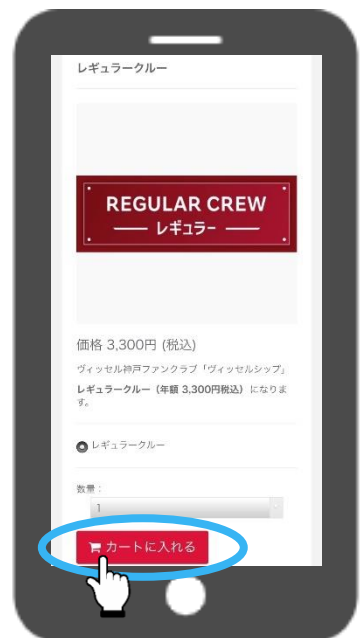 レギュラークルー
REGULAR CREW
レギュラー
価格 3,300円 (税込)
ヴィッセル神戸ファンクラブ「ヴィッセルシップ」
レギュラークルー（年額 3,300円税込）になりま
す。
レギュラークルー
数量：
1
カートに入れる